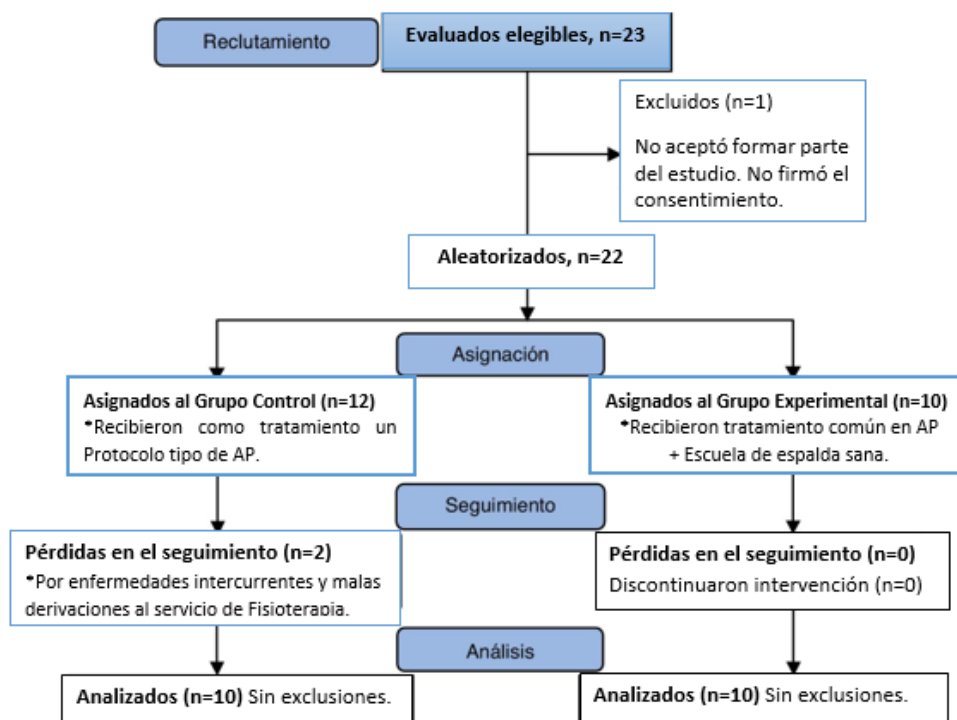 Reclutamiento
Evaluados elegibles, n=23
Excluidos (n=1)
No aceptó formar parte
del estudio. No firmó el
consentimiento.
Aleatorizados, n=22
Asignación
Asignados al Grupo Control (n=12)
*Recibieron como tratamiento un
Protocolo tipo de AP.
Asignados al Grupo Experimental (n=10)
*Recibieron tratamiento común en AP
+ Escuela de espalda sana.
Seguimiento
Pérdidas en el seguimiento (n=2)
*Por enfermedades intercurrentes y malas
derivaciones al servicio de Fisioterapia.
Pérdidas en el seguimiento (n=0)
Discontinuaron intervención (n=0)
Análisis
Analizados (n=10) Sin exclusiones.
Analizados (n=10) Sin exclusiones.